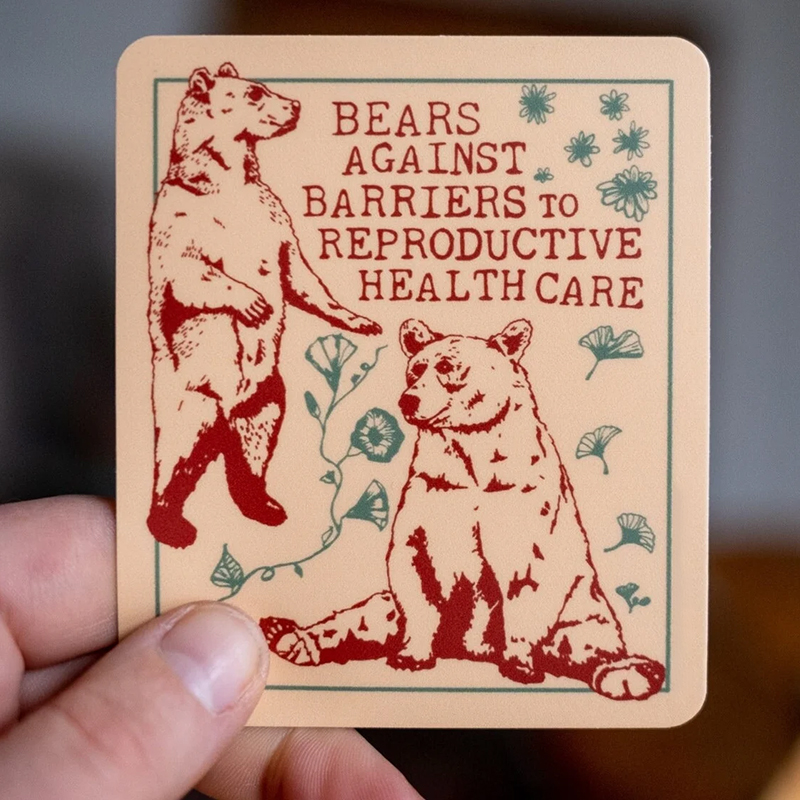 BEARS
AGAINST
BARRIERS TO
REPRODUCTIVE
HEALTH CARE